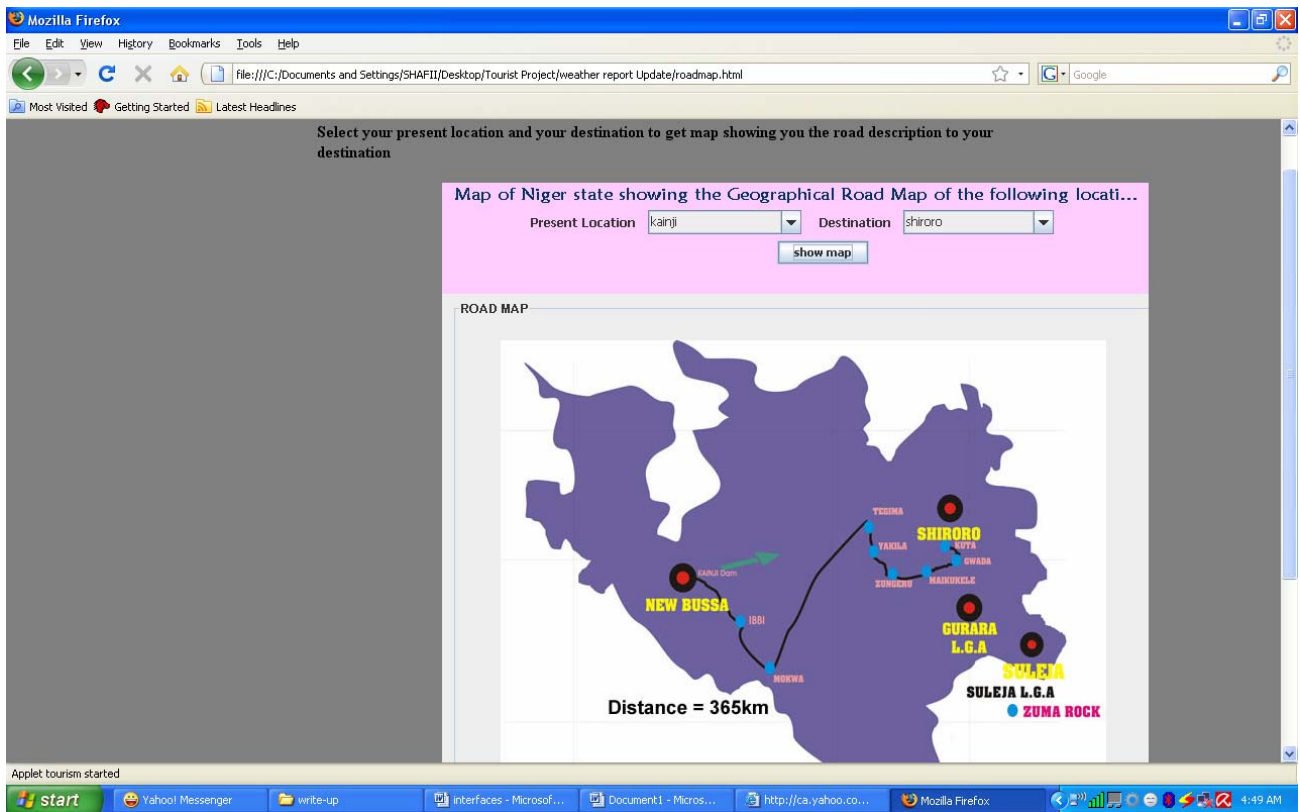 Mozilla Firefox
File Edit View History Bookmarks Tools Help
file:///C:/Documents and Settings/SHAFII/Desktop/Tourist Project/weather report Update/roadmap.html
G Google
Most Visited Getting Started Latest Headlines
Select your present location and your destination to get map showing you the road description to your
destination
Map of Niger state showing the Geographical Road Map of the following locati...
Present Location kainji Destination shiroro
show map
ROAD MAP
TEGINA
SHIRORO
YAKILA
KUTA
GWADA
KAINJI Dam
ZUNGERU MAIKUKELE
NEW BUSSA
IBBI
GURARA
L.G.A
MOKWA
SULEJA
SULEJA L.G.A
Distance = 365km
ZUMA ROCK
Applet tourism started
start Yahoo! Messenger write-up interfaces - Microsof... Document1 - Micros... http://ca.yahoo.co... Mozilla Firefox 4:49 AM